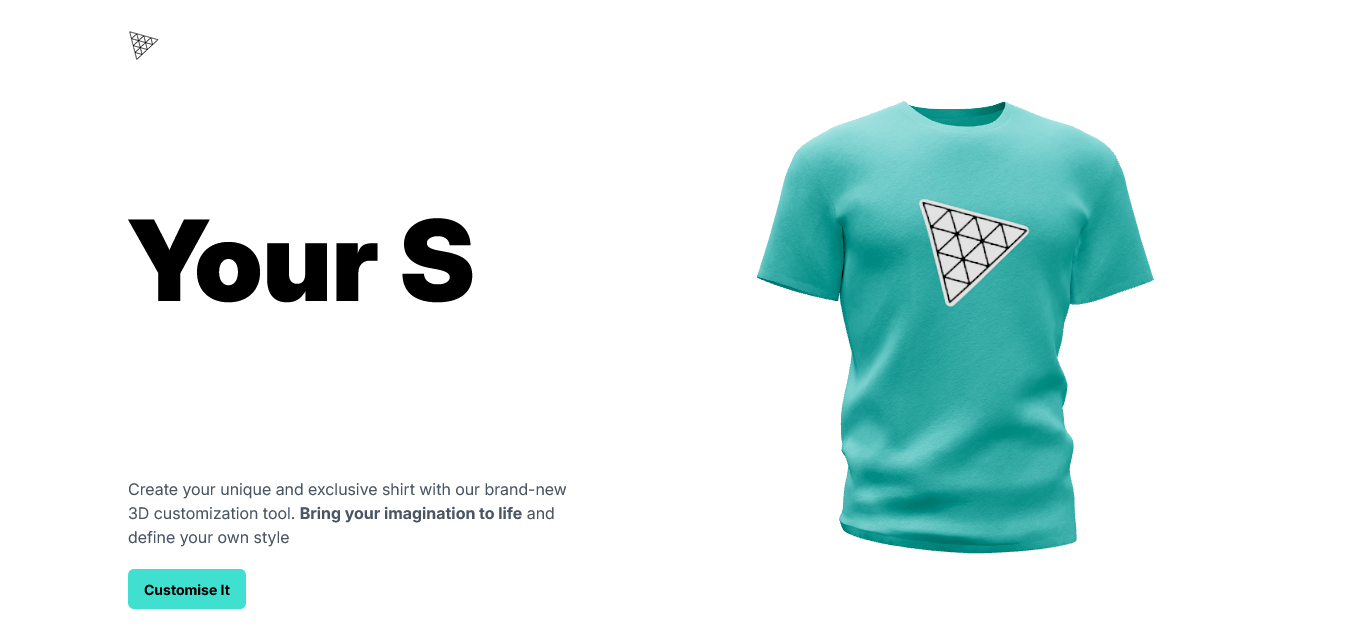 Your S
Create your unique and exclusive shirt with our brand-new
3D customization tool. Bring your imagination to life and
define your own style
Customise It